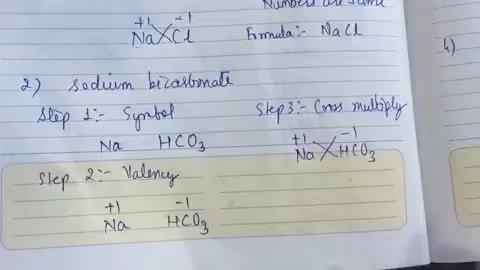 Numbers are same
+1 -1
Na Cl
Formula:- NaCl
2) Sodium bicarbonate
Step 1:- Symbol
Na HCO3
Step 2:- Valency
+1 -1
Na HCO3
Step 3:- Cross multiply
+1 -1
Na HCO3
4)